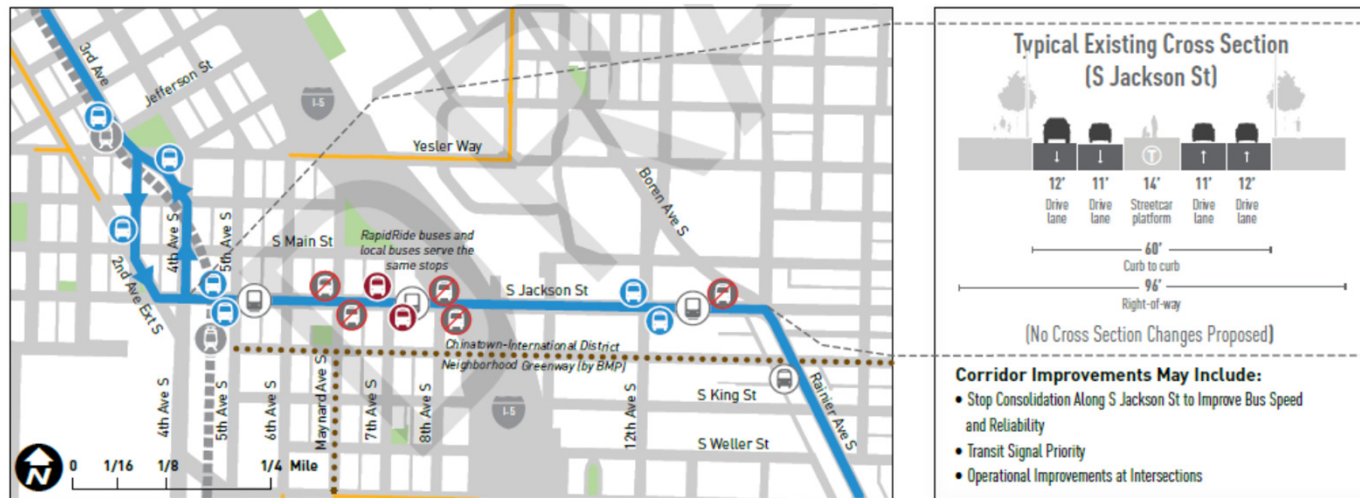 3rd Ave
Jefferson St
I-5
Yesler Way
Boren Ave S
4th Ave S
5th Ave S
S Main St
RapidRide buses and
local buses serve the
same stops
2nd Ave Ext S
S Jackson St
Chinatown-International District
Neighborhood Greenway (by BMP)
4th Ave S
5th Ave S
6th Ave S
Maynard Ave S
7th Ave S
8th Ave S
I-5
12th Ave S
S King St
Rainier Ave S
S Weller St
N
0 1/16 1/8 1/4 Mile
DRAFT
Typical Existing Cross Section
(S Jackson St)
T
12' 11' 14' 11' 12'
Drive Drive Streetcar Drive Drive
lane lane platform lane lane
60'
Curb to curb
96'
Right-of-way
(No Cross Section Changes Proposed)
Corridor Improvements May Include:
• Stop Consolidation Along S Jackson St to Improve Bus Speed
and Reliability
• Transit Signal Priority
• Operational Improvements at Intersections